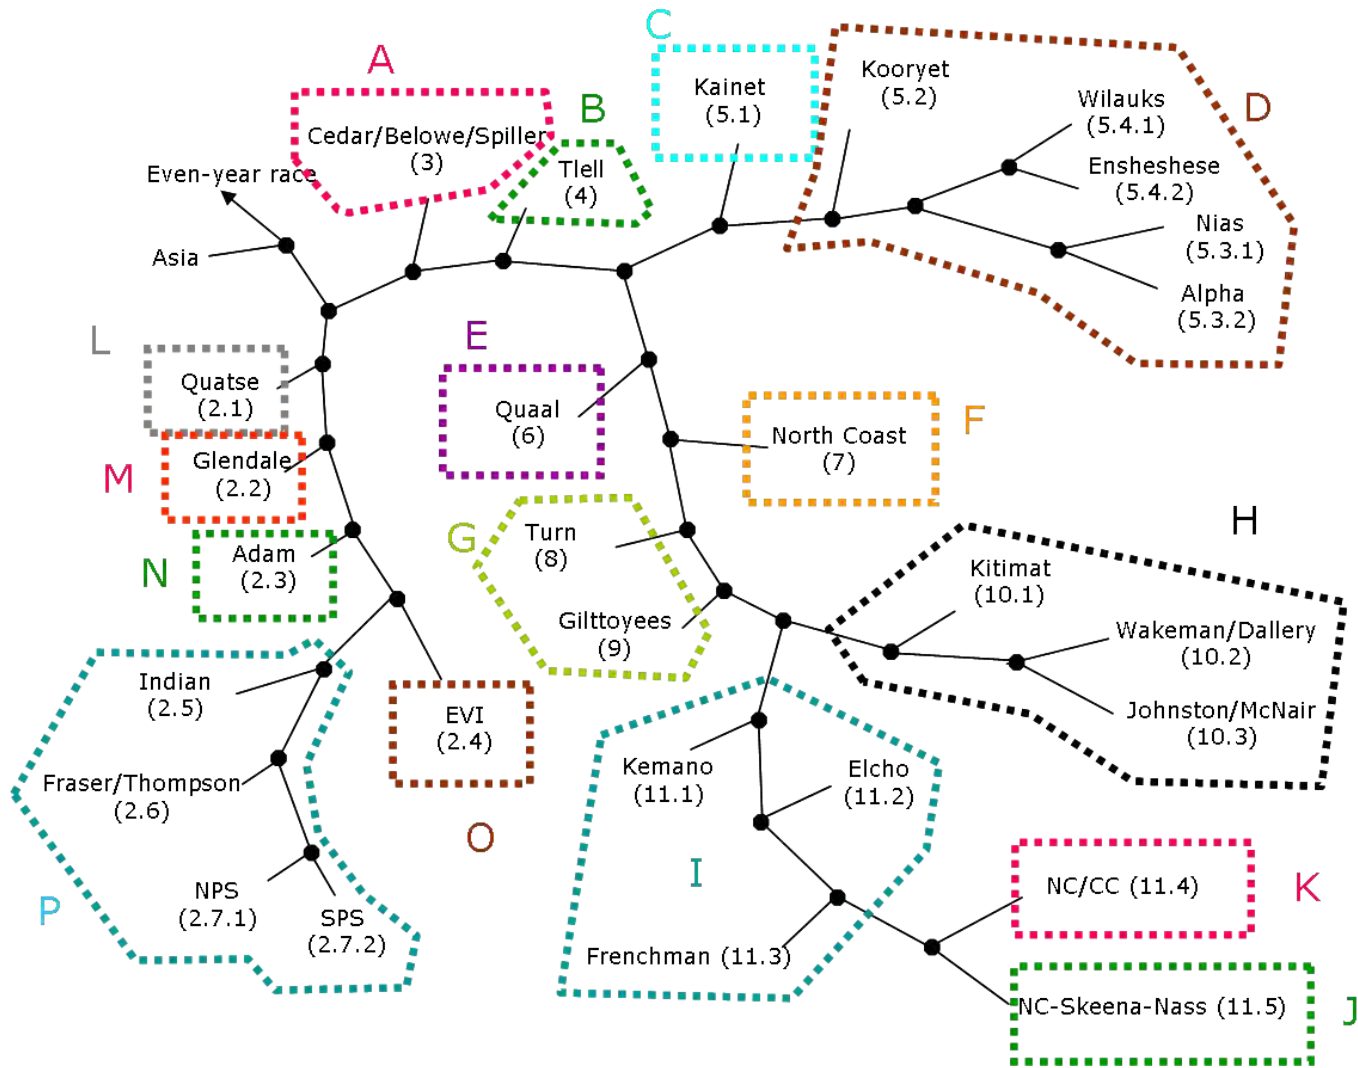 C
A
B
D
Kooryet
(5.2)
Kainet
(5.1)
Wilauks
(5.4.1)
Cedar/Belowe/Spiller
(3)
Tlell
(4)
Ensheshese
(5.4.2)
Even-year race
Asia
Nias
(5.3.1)
Alpha
(5.3.2)
L
E
Quatse
(2.1)
Quaal
(6)
F
North Coast
(7)
M
Glendale
(2.2)
G
Turn
(8)
H
N
Adam
(2.3)
Kitimat
(10.1)
Gilttoyees
(9)
Wakeman/Dallery
(10.2)
Indian
(2.5)
EVI
(2.4)
Johnston/McNair
(10.3)
Kemano
(11.1)
Elcho
(11.2)
Fraser/Thompson
(2.6)
O
I
K
NC/CC (11.4)
P
NPS
(2.7.1)
SPS
(2.7.2)
Frenchman (11.3)
NC-Skeena-Nass (11.5)
J